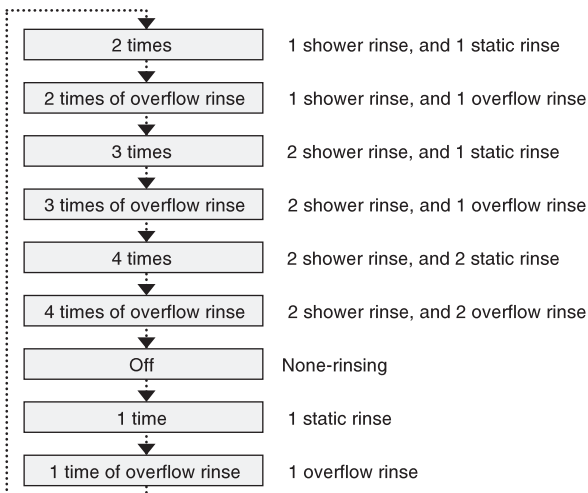 2 times 1 shower rinse, and 1 static rinse
2 times of overflow rinse 1 shower rinse, and 1 overflow rinse
3 times 2 shower rinse, and 1 static rinse
3 times of overflow rinse 2 shower rinse, and 1 overflow rinse
4 times 2 shower rinse, and 2 static rinse
4 times of overflow rinse 2 shower rinse, and 2 overflow rinse
Off None-rinsing
1 time 1 static rinse
1 time of overflow rinse 1 overflow rinse